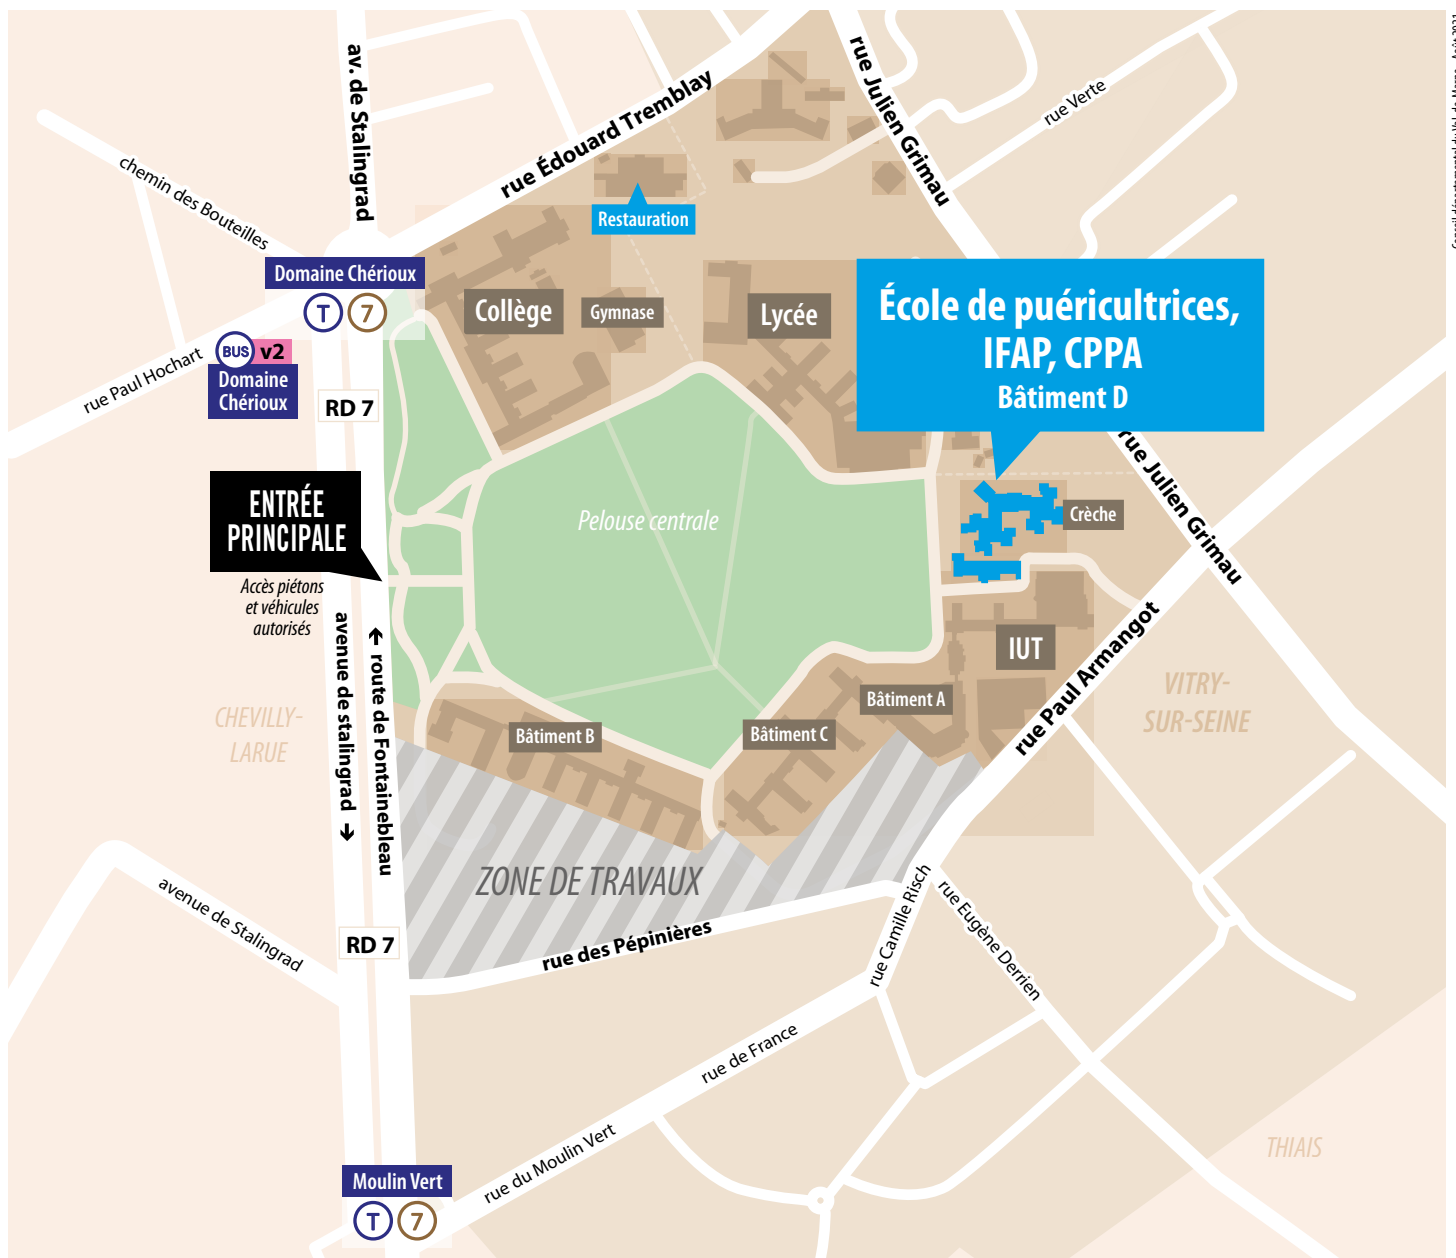 av. de Stalingrad
rue Édouard Tremblay
rue Julien Grimau
rue Verte
chemin des Bouteilles
Restauration
Domaine Chérioux
T 7
Collège
Gymnase
Lycée
École de puéricultrices,
IFAP, CPPA
Bâtiment D
BUS v2
Domaine
Chérioux
rue Paul Hochart
RD 7
rue Julien Grimau
ENTRÉE
PRINCIPALE
Accès piétons
et véhicules
autorisés
Pelouse centrale
Crèche
avenue de stalingrad →
← route de Fontainebleau
IUT
rue Paul Armangot
CHEVILLY-
LARUE
VITRY-
SUR-SEINE
Bâtiment A
Bâtiment B
Bâtiment C
ZONE DE TRAVAUX
avenue de Stalingrad
RD 7
rue des Pépinières
rue Camille Risch
rue Eugène Derrien
rue de France
rue du Moulin Vert
THIAIS
Moulin Vert
T 7